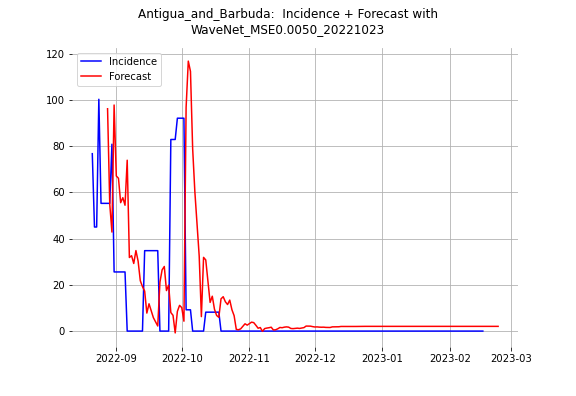 Antigua_and_Barbuda:  Incidence + Forecast with
WaveNet_MSE0.0050_20221023
Incidence
Forecast
120
100
80
60
40
20
0
2022-09 2022-10 2022-11 2022-12 2023-01 2023-02 2023-03